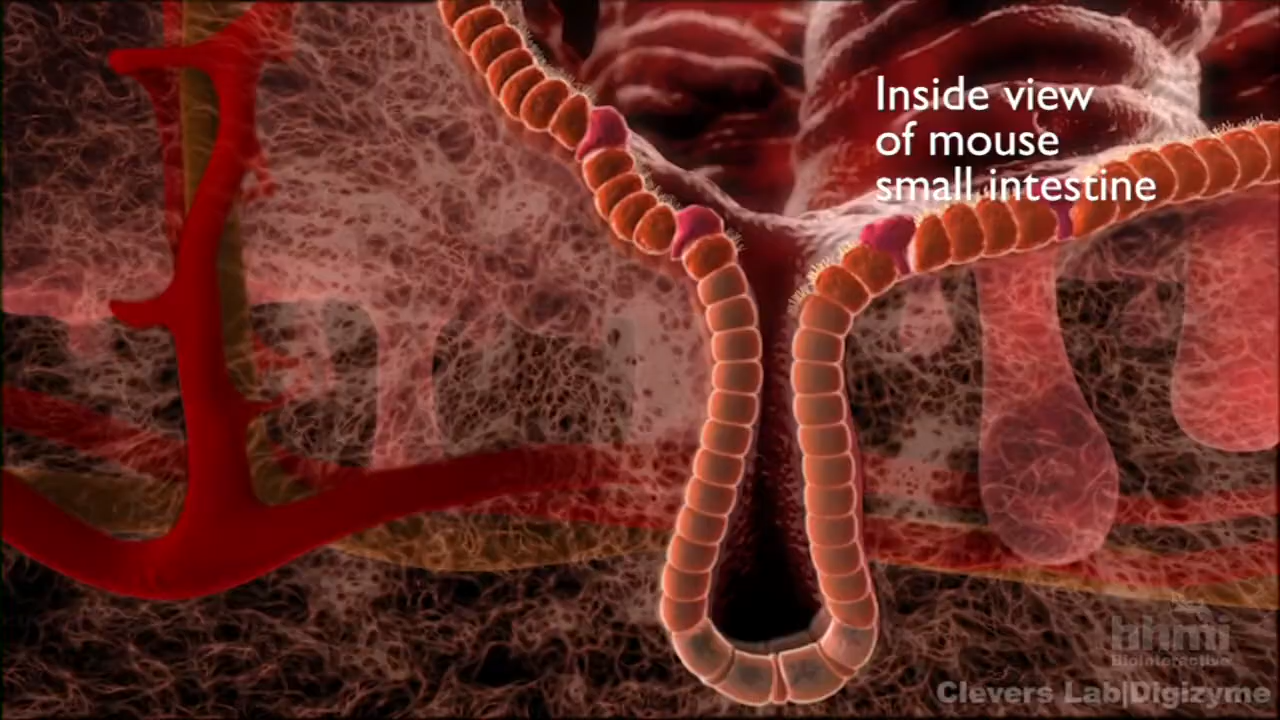 Inside view
of mouse
small intestine
hhmi
BioInteractive
Clevers Lab|Digizyme